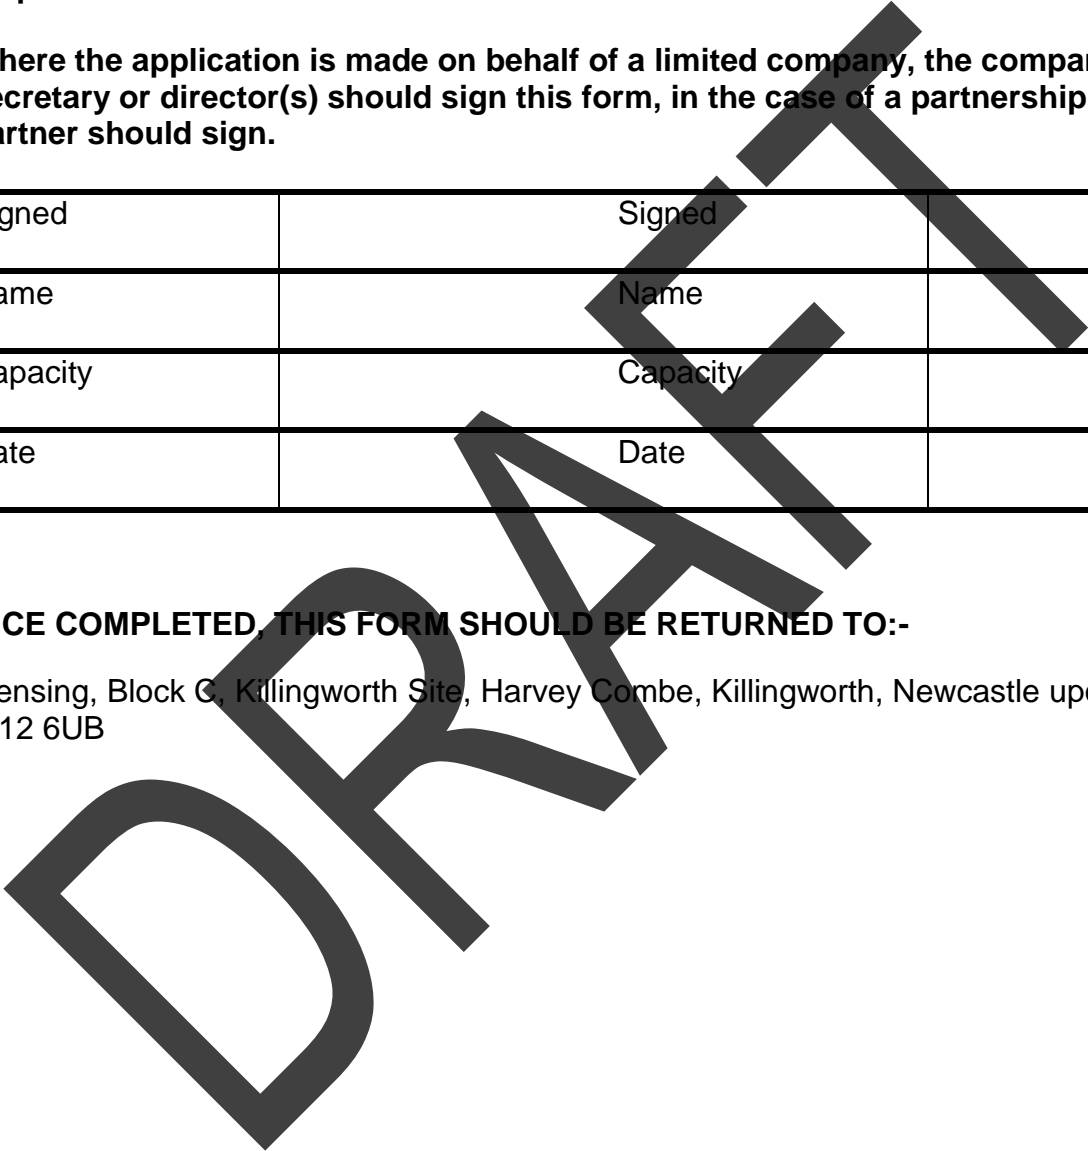 here the application is made on behalf of a limited company, the compa
ecretary or director(s) should sign this form, in the case of a partnership
artner should sign.
gned Signed
ame Name
apacity Capacity
ate Date
CE COMPLETED, THIS FORM SHOULD BE RETURNED TO:-
ensing, Block C, Killingworth Site, Harvey Combe, Killingworth, Newcastle up
12 6UB
DRAFT